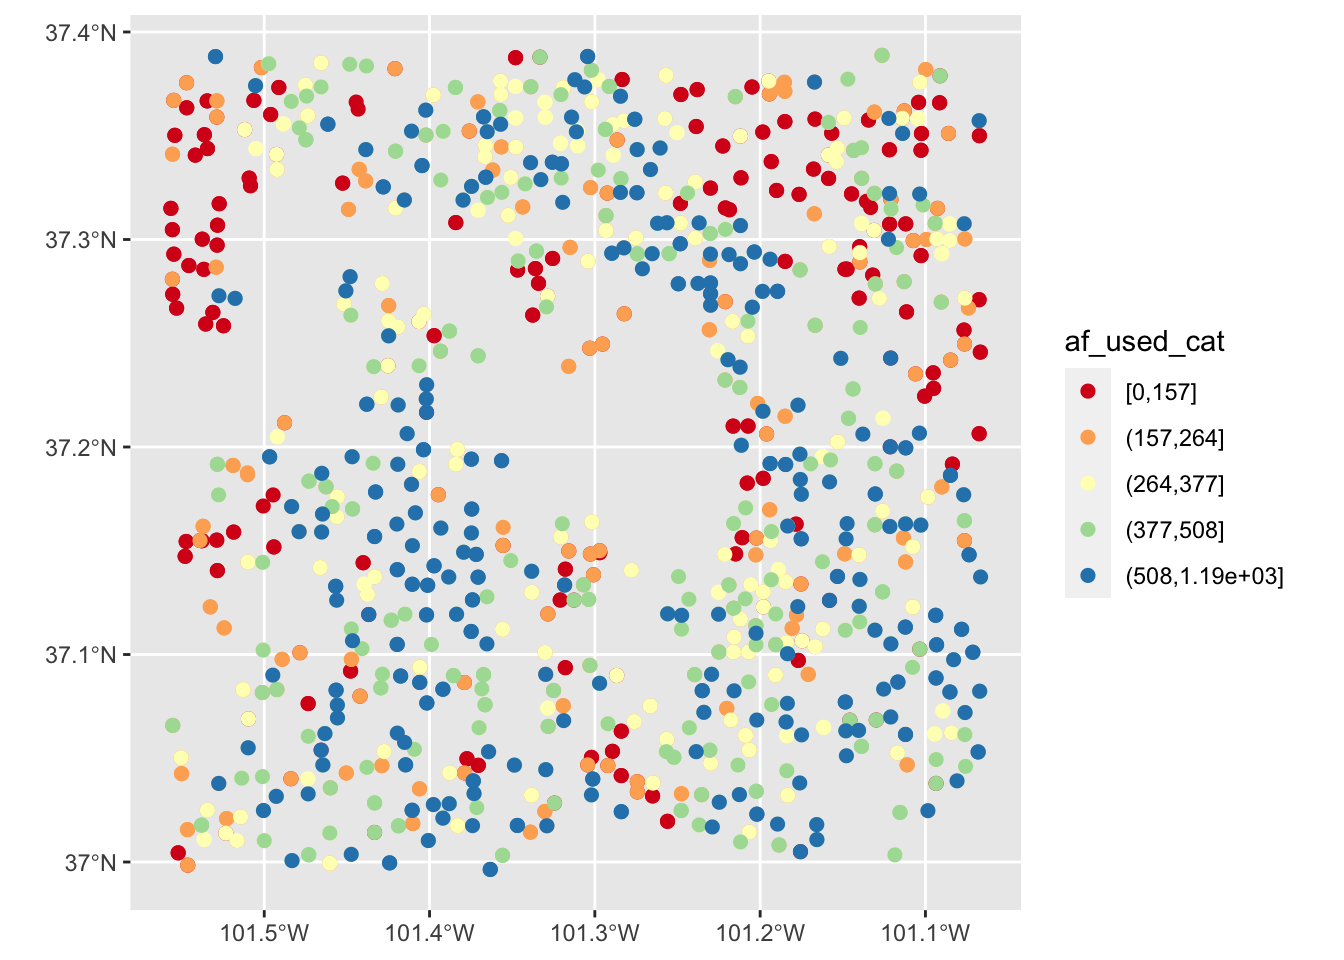 37.4°N
37.3°N
37.2°N
37.1°N
37°N
101.5°W
101.4°W
101.3°W
101.2°W
101.1°W
af_used_cat
[0,157]
(157,264]
(264,377]
(377,508]
(508,1.19e+03]